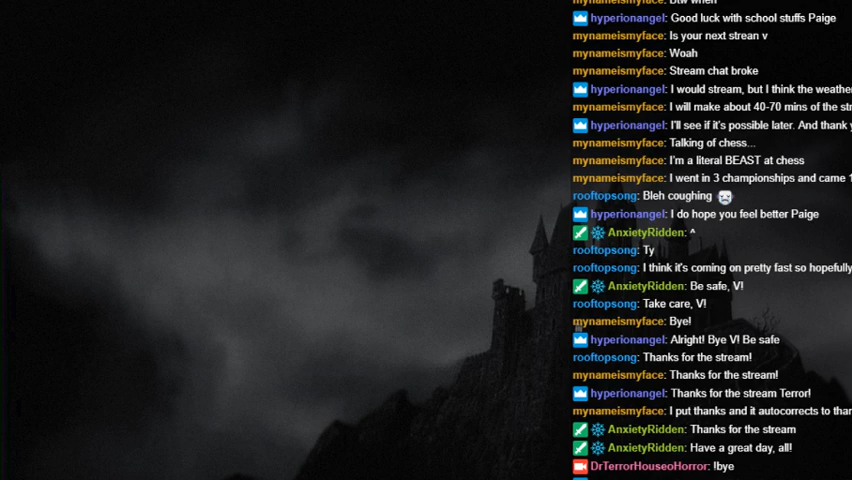 mynameismyface: Btw when
hyperionangel: Good luck with school stuffs Paige
mynameismyface: Is your next strean v
mynameismyface: Woah
mynameismyface: Stream chat broke
hyperionangel: I would stream, but I think the weathe
mynameismyface: I will make about 40-70 mins of the str
hyperionangel: I'll see if it's possible later. And thank y
mynameismyface: Talking of chess...
mynameismyface: I'm a literal BEAST at chess
mynameismyface: I went in 3 championships and came 1
rooftopsong: Bleh coughing
hyperionangel: I do hope you feel better Paige
AnxietyRidden: ^
rooftopsong: Ty
rooftopsong: I think it's coming on pretty fast so hopefully
AnxietyRidden: Be safe, V!
rooftopsong: Take care, V!
mynameismyface: Bye!
hyperionangel: Alright! Bye V! Be safe
rooftopsong: Thanks for the stream!
mynameismyface: Thanks for the stream!
hyperionangel: Thanks for the stream Terror!
mynameismyface: I put thanks and it autocorrects to than
AnxietyRidden: Thanks for the stream
AnxietyRidden: Have a great day, all!
DrTerrorHouseoHorror: !bye